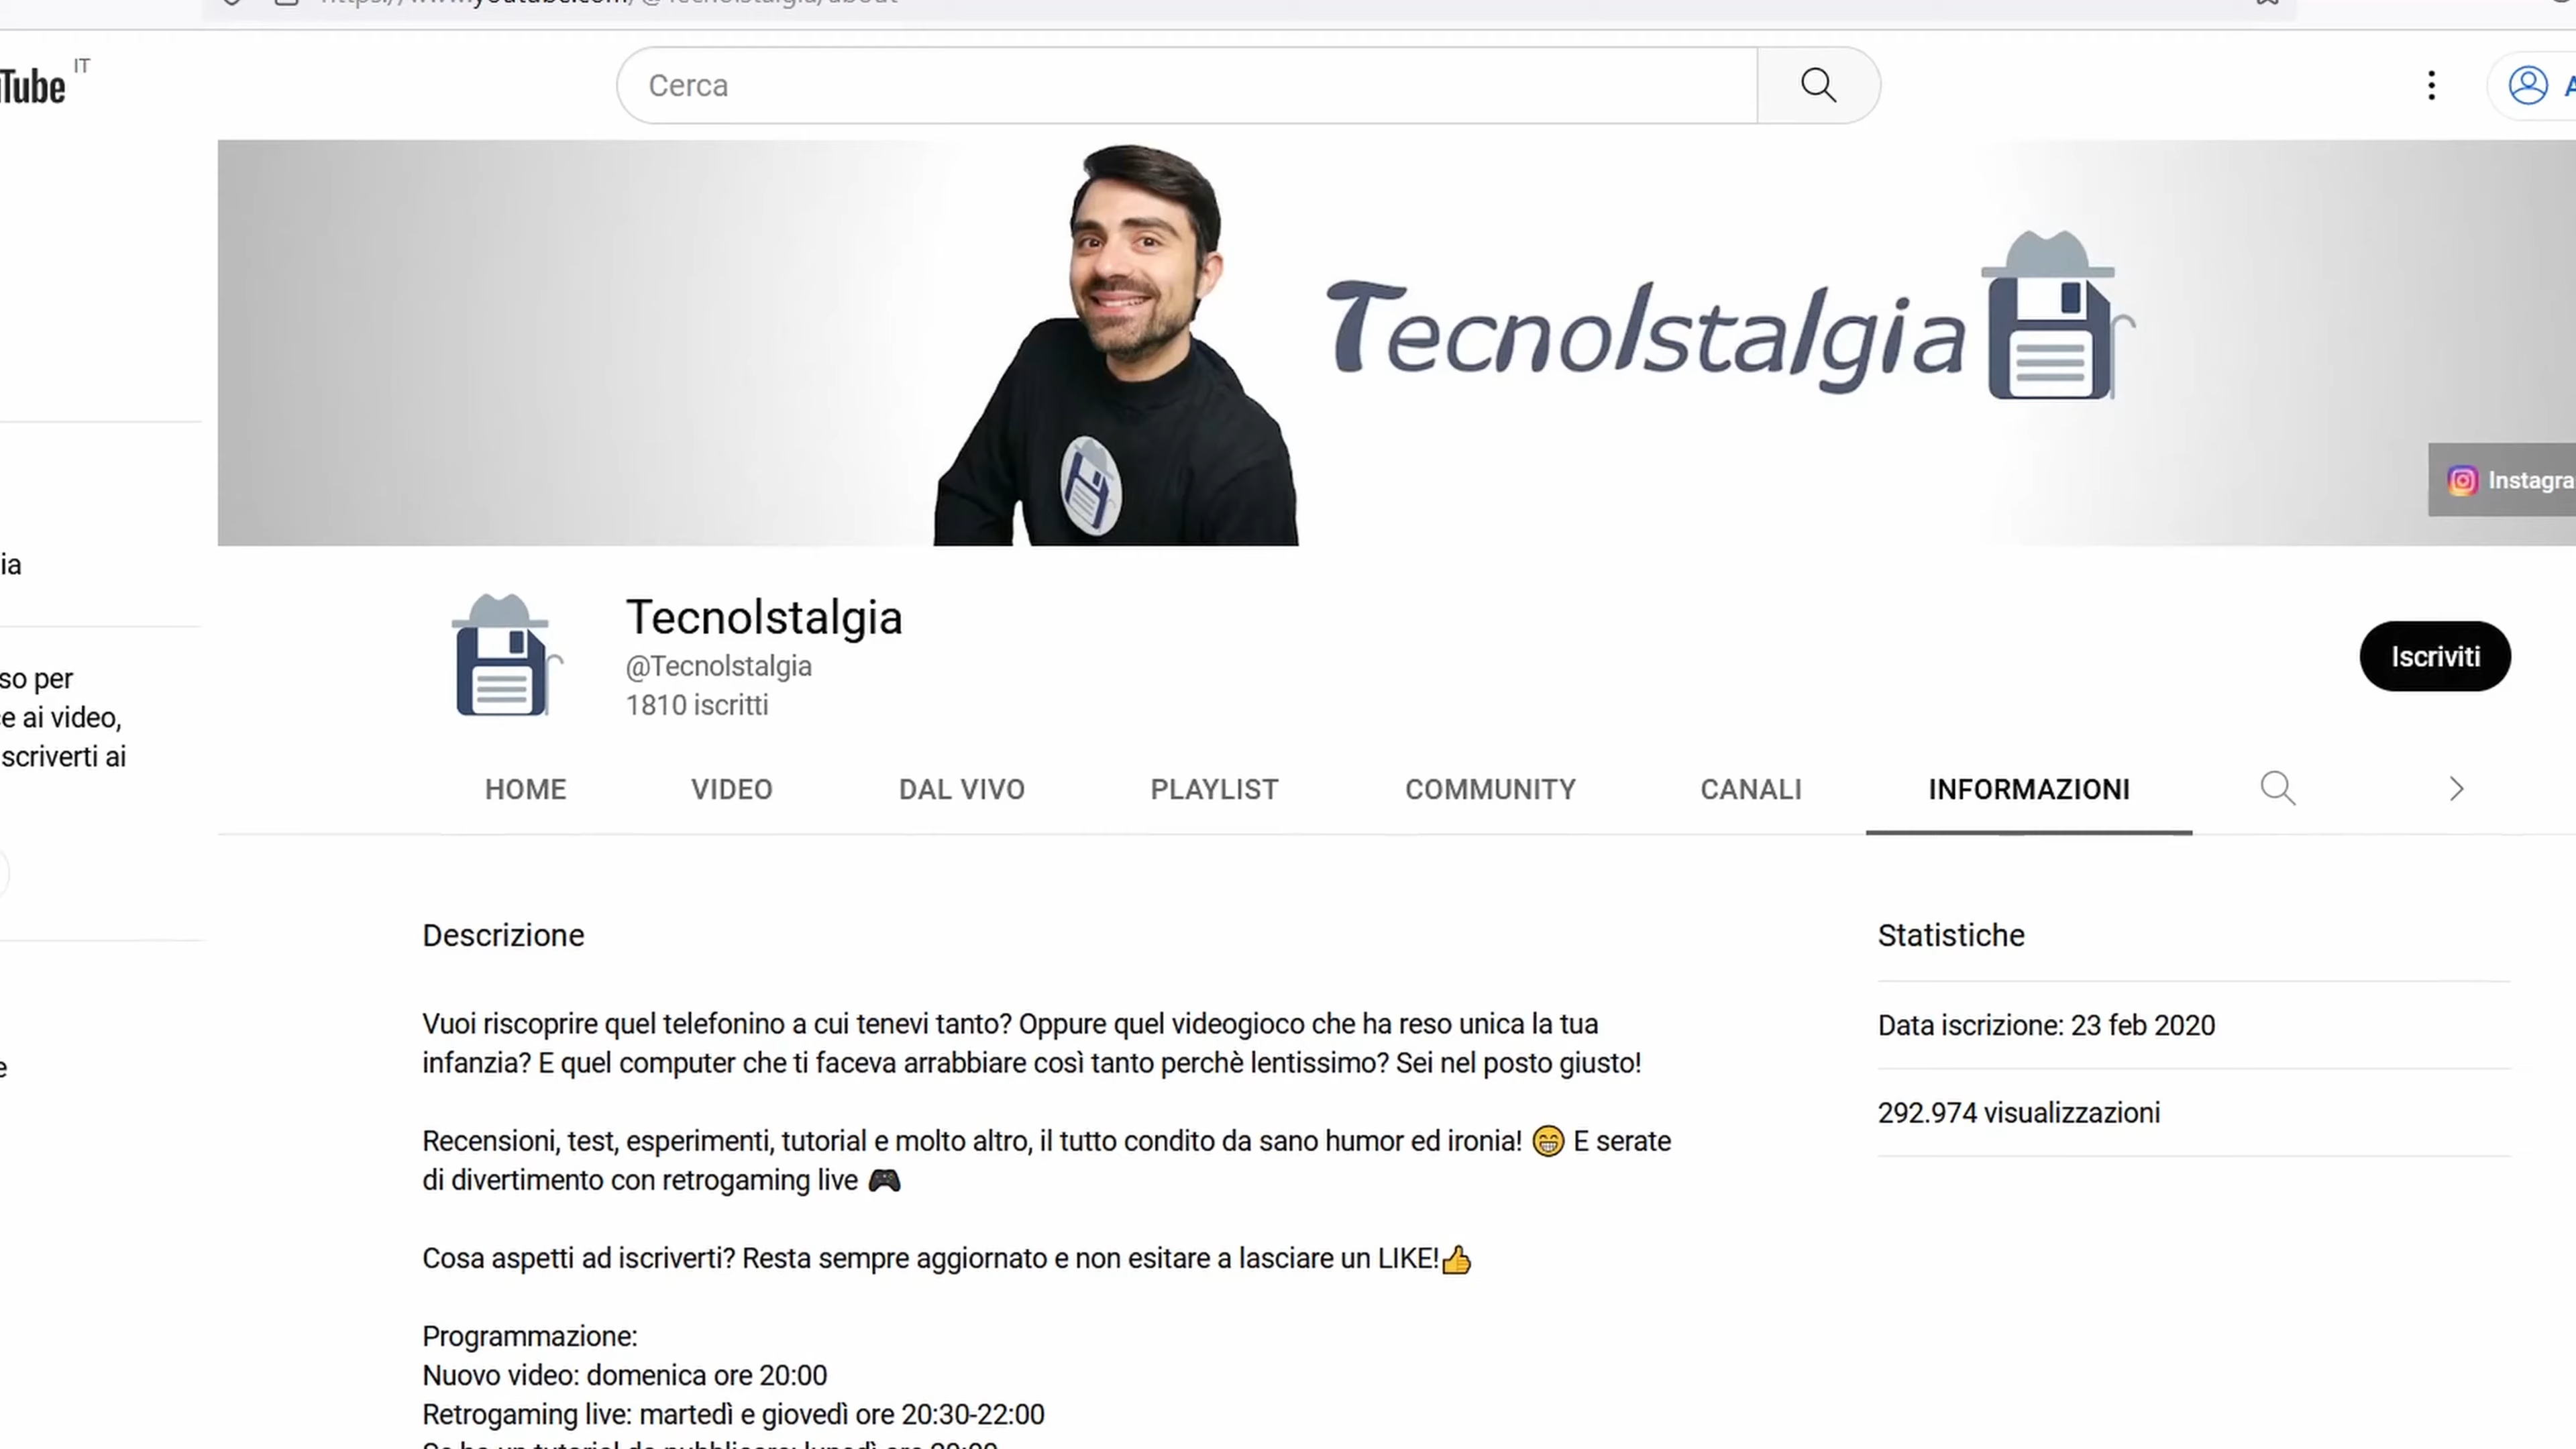 Tube IT
Cerca
Tecnolstalgia
Instagra
Tecnolstalgia
@Tecnolstalgia
1810 iscritti
Iscriviti
HOME
VIDEO
DAL VIVO
PLAYLIST
COMMUNITY
CANALI
INFORMAZIONI
ia
so per
e ai video,
scriverti ai
e
Descrizione
Vuoi riscoprire quel telefonino a cui tenevi tanto? Oppure quel videogioco che ha reso unica la tua
infanzia? E quel computer che ti faceva arrabbiare così tanto perchè lentissimo? Sei nel posto giusto!
Recensioni, test, esperimenti, tutorial e molto altro, il tutto condito da sano humor ed ironia! 😁 E serate
di divertimento con retrogaming live 🎮
Cosa aspetti ad iscriverti? Resta sempre aggiornato e non esitare a lasciare un LIKE!👍
Programmazione:
Nuovo video: domenica ore 20:00
Retrogaming live: martedì e giovedì ore 20:30-22:00
Statistiche
Data iscrizione: 23 feb 2020
292.974 visualizzazioni